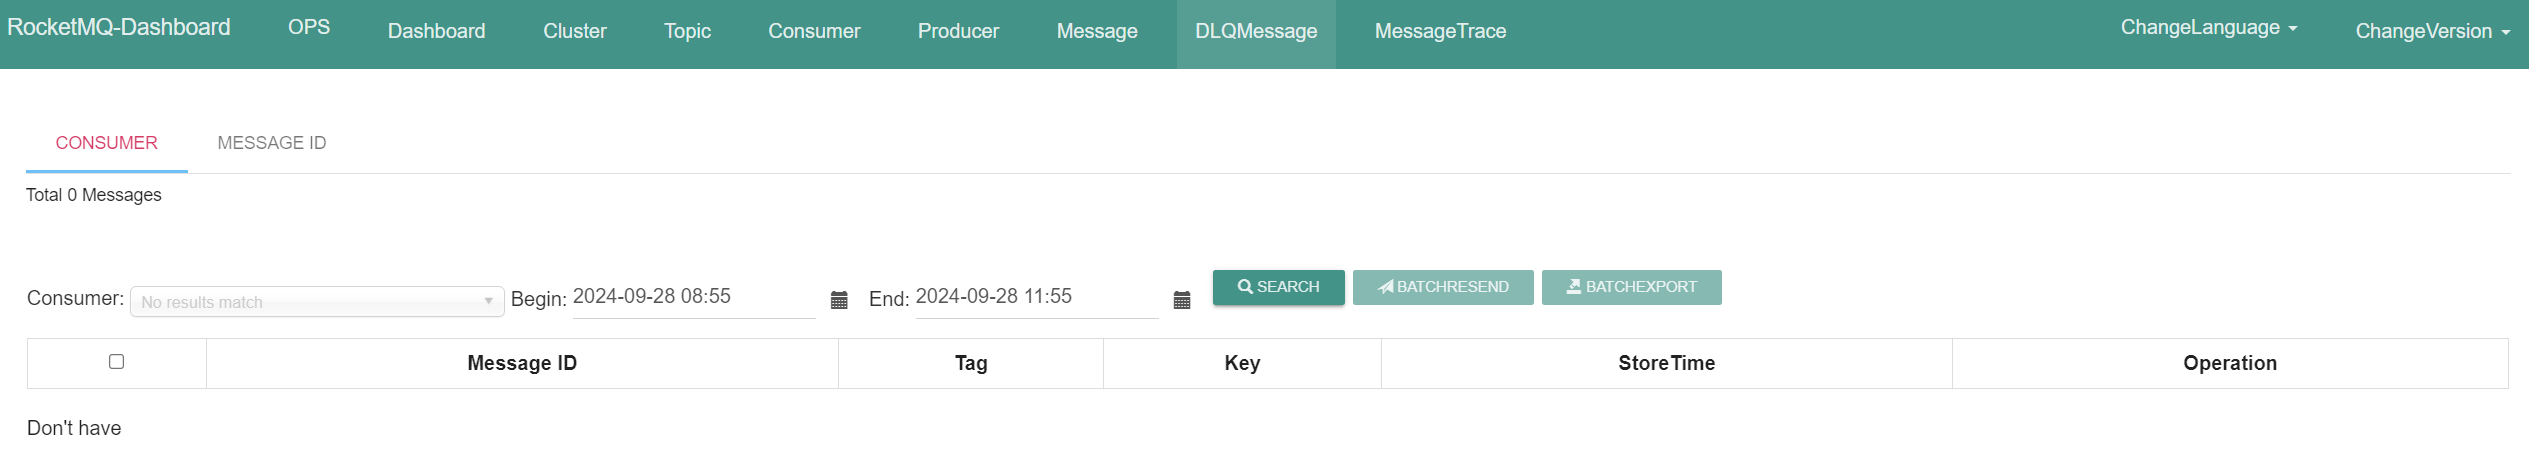 RocketMQ-Dashboard OPS Dashboard Cluster Topic Consumer Producer Message DLQMessage MessageTrace ChangeLanguage ChangeVersion
CONSUMER MESSAGE ID
Total 0 Messages
Consumer: No results match Begin: 2024-09-28 08:55 End: 2024-09-28 11:55 SEARCH BATCHRESEND BATCHEXPORT
Message ID Tag Key StoreTime Operation
Don't have